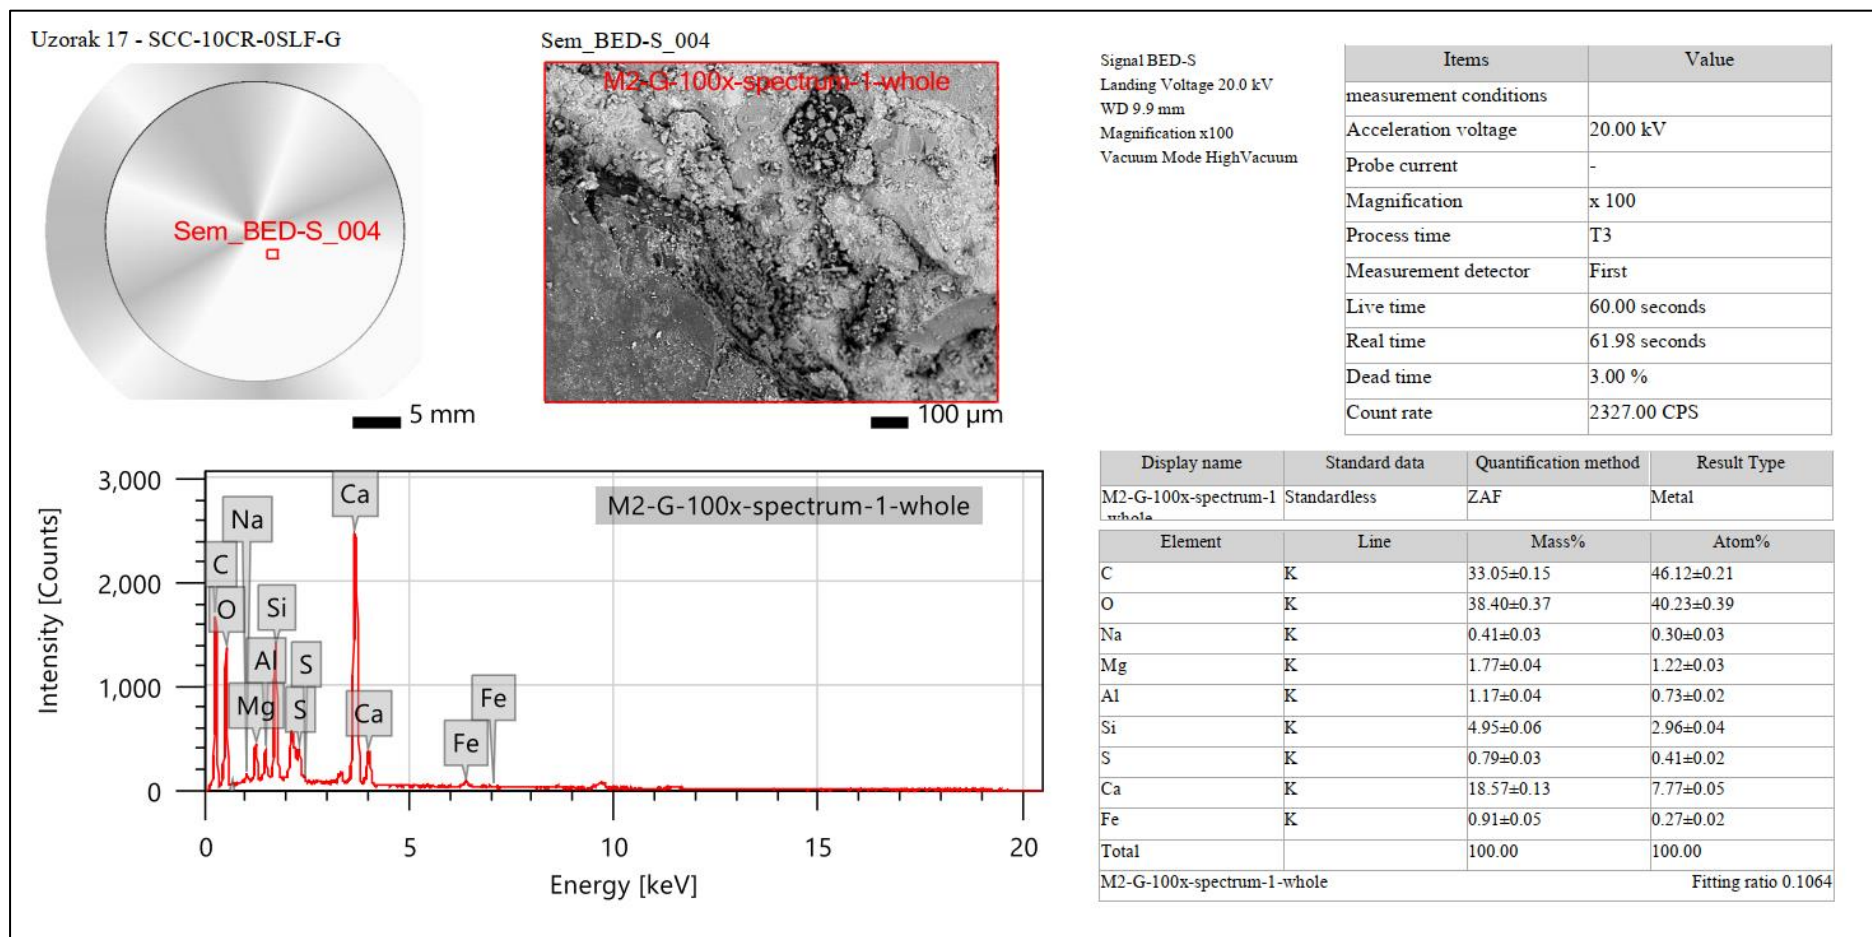 Uzorak 17 - SCC-10CR-0SLF-G
Sem_BED-S_004
5 mm
Sem_BED-S_004
M2-G-100x-spectrum-1-whole
100 µm
Signal BED-S
Landing Voltage 20.0 kV
WD 9.9 mm
Magnification x100
Vacuum Mode HighVacuum
Items Value
measurement conditions
Acceleration voltage 20.00 kV
Probe current -
Magnification x 100
Process time T3
Measurement detector First
Live time 60.00 seconds
Real time 61.98 seconds
Dead time 3.00 %
Count rate 2327.00 CPS
Intensity [Counts]
3,000
2,000
1,000
0
C
O
Na
Mg
Al
Si
S
S
Ca
Ca
Fe
Fe
M2-G-100x-spectrum-1-whole
0 5 10 15 20
Energy [keV]
Display name Standard data Quantification method Result Type
M2-G-100x-spectrum-1 Standardless ZAF Metal
-whole
Element Line Mass% Atom%
C K 33.05±0.15 46.12±0.21
O K 38.40±0.37 40.23±0.39
Na K 0.41±0.03 0.30±0.03
Mg K 1.77±0.04 1.22±0.03
Al K 1.17±0.04 0.73±0.02
Si K 4.95±0.06 2.96±0.04
S K 0.79±0.03 0.41±0.02
Ca K 18.57±0.13 7.77±0.05
Fe K 0.91±0.05 0.27±0.02
Total 100.00 100.00
M2-G-100x-spectrum-1-whole Fitting ratio 0.1064